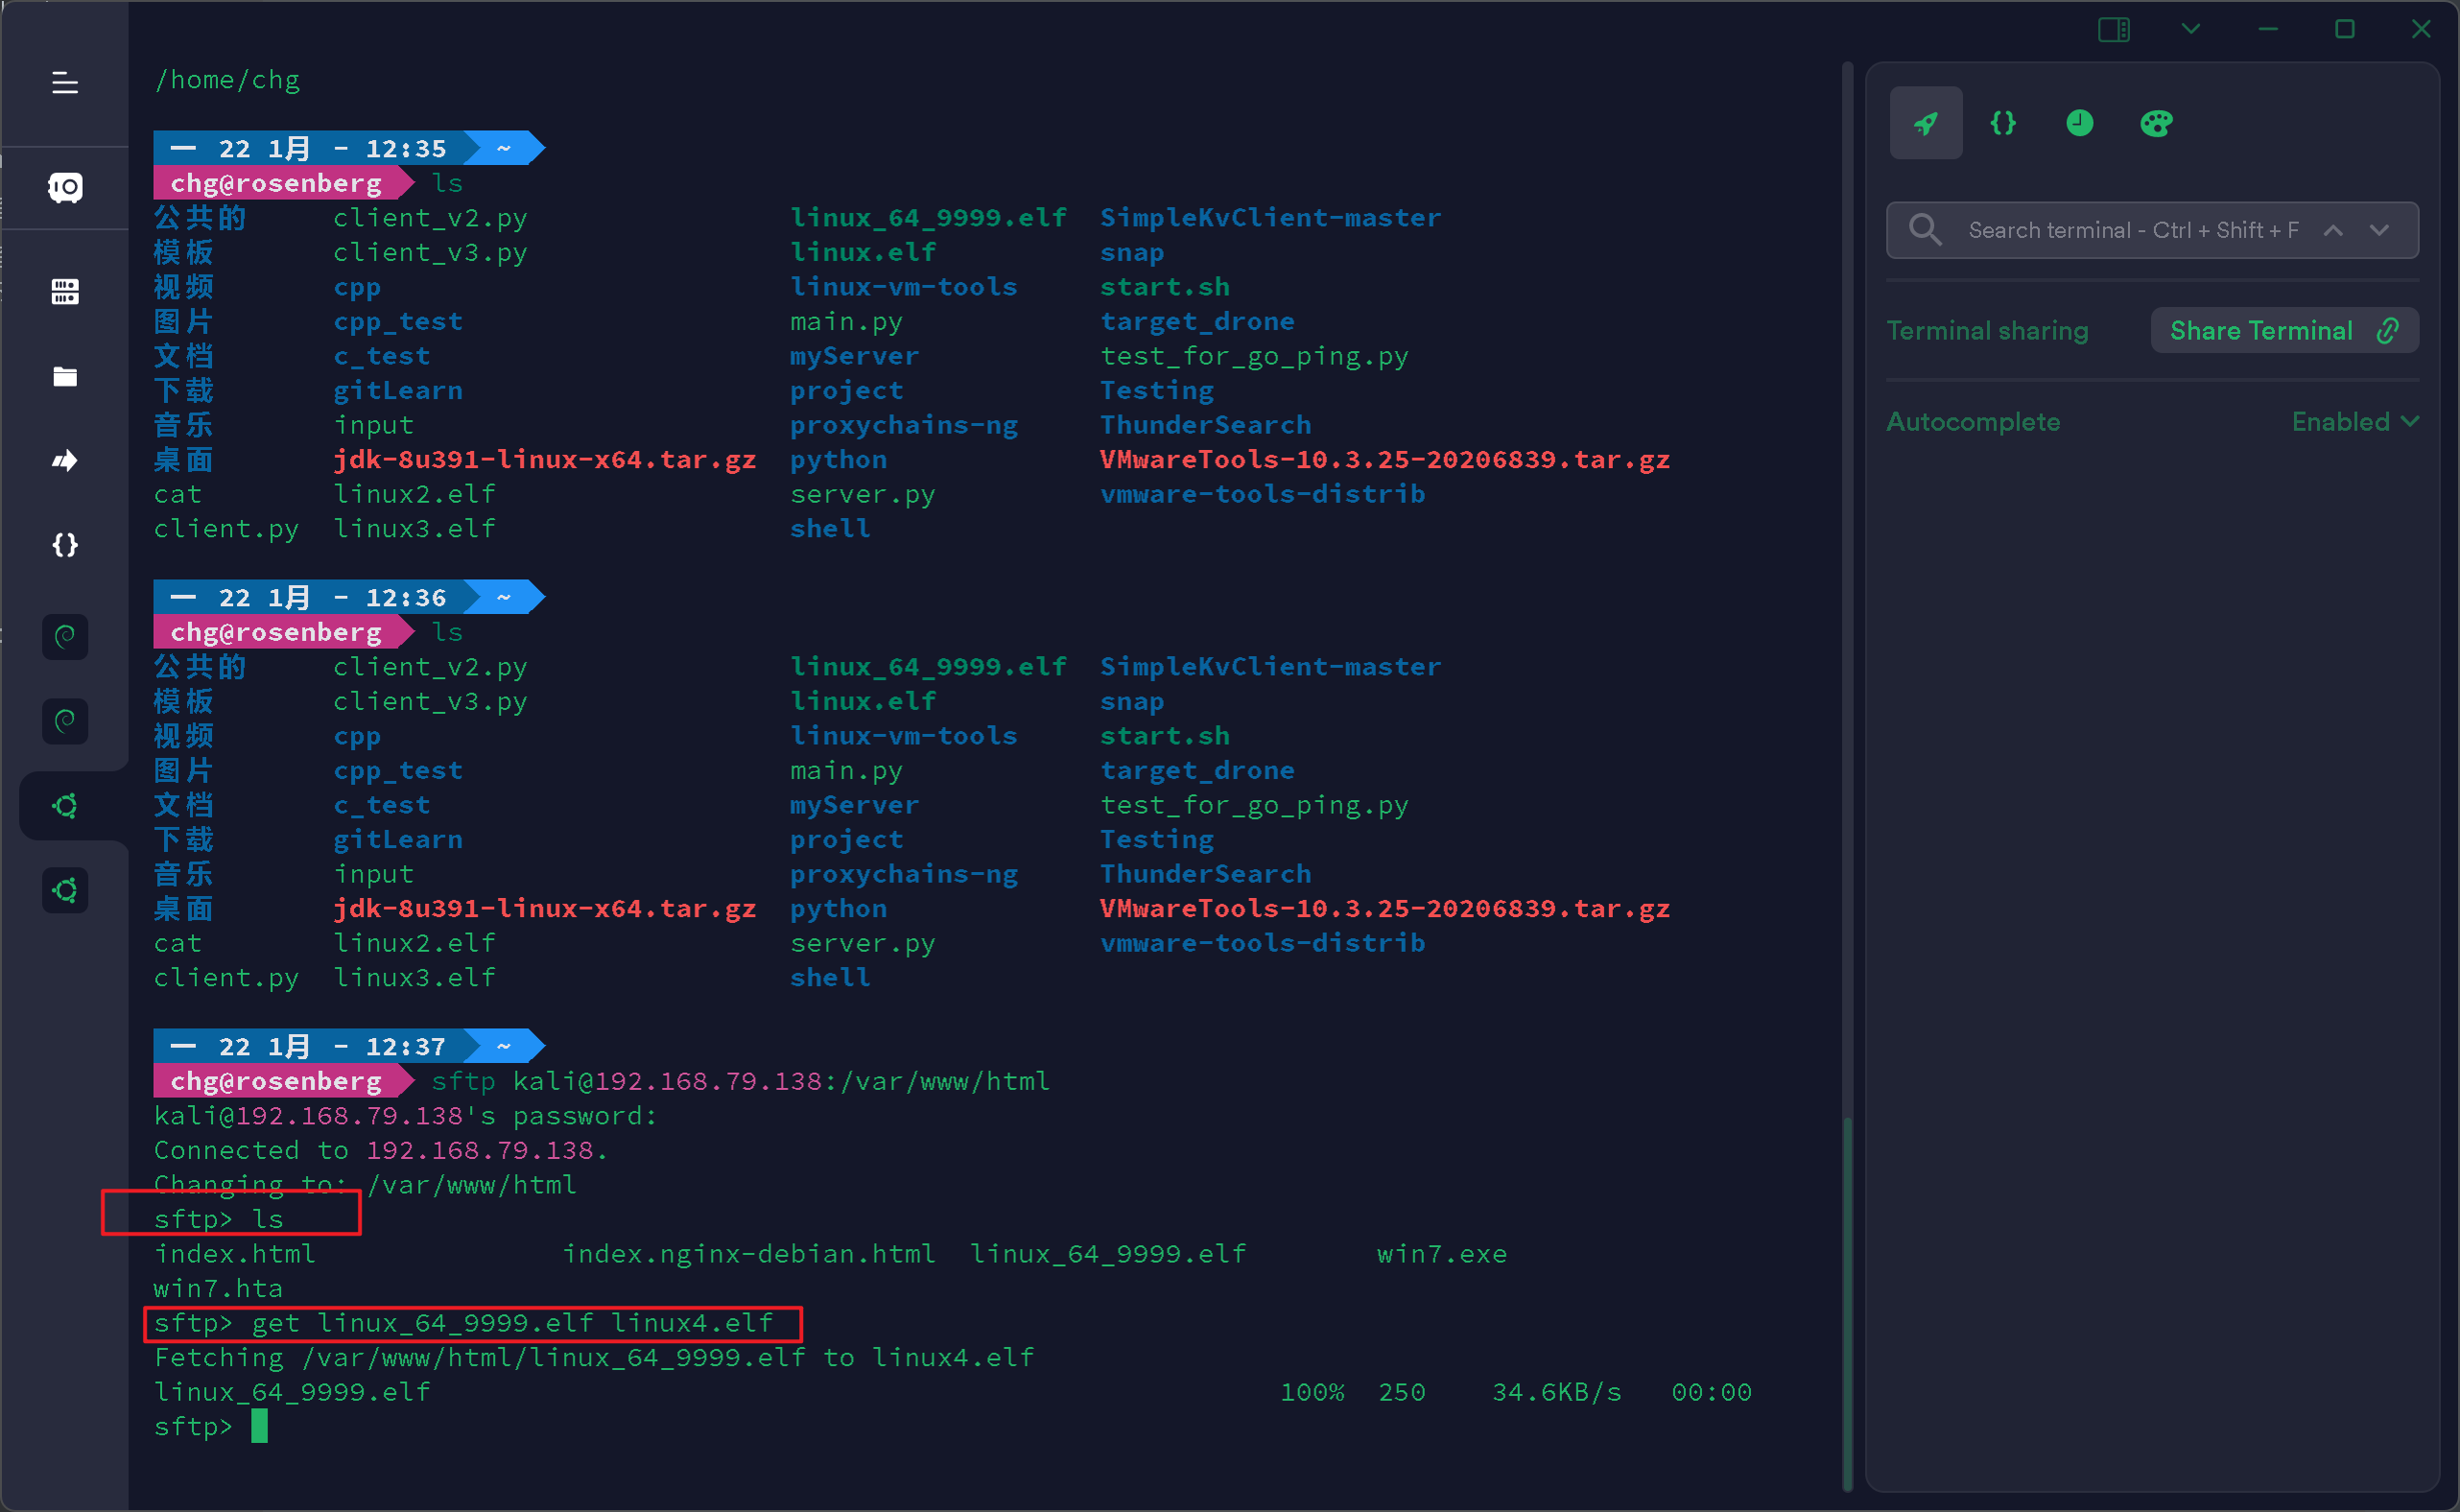 /home/chg
一 22 1月 - 12:35 ~
chg@rosenberg ls
公共的 client_v2.py linux_64_9999.elf SimpleKvClient-master
模板 client_v3.py linux.elf snap
视频 cpp linux-vm-tools start.sh
图片 cpp_test main.py target_drone
文档 c_test myServer test_for_go_ping.py
下载 gitLearn project Testing
音乐 input proxychains-ng ThunderSearch
桌面 jdk-8u391-linux-x64.tar.gz python VMwareTools-10.3.25-20206839.tar.gz
cat linux2.elf server.py vmware-tools-distrib
client.py linux3.elf shell
一 22 1月 - 12:36 ~
chg@rosenberg ls
公共的 client_v2.py linux_64_9999.elf SimpleKvClient-master
模板 client_v3.py linux.elf snap
视频 cpp linux-vm-tools start.sh
图片 cpp_test main.py target_drone
文档 c_test myServer test_for_go_ping.py
下载 gitLearn project Testing
音乐 input proxychains-ng ThunderSearch
桌面 jdk-8u391-linux-x64.tar.gz python VMwareTools-10.3.25-20206839.tar.gz
cat linux2.elf server.py vmware-tools-distrib
client.py linux3.elf shell
一 22 1月 - 12:37 ~
chg@rosenberg sftp kali@192.168.79.138:/var/www/html
kali@192.168.79.138's password:
Connected to 192.168.79.138.
Changing to: /var/www/html
sftp> ls
index.html index.nginx-debian.html linux_64_9999.elf win7.exe
win7.hta
sftp> get linux_64_9999.elf linux4.elf
Fetching /var/www/html/linux_64_9999.elf to linux4.elf
linux_64_9999.elf 100% 250 34.6KB/s 00:00
sftp>
Search terminal - Ctrl + Shift + F
Terminal sharing Share Terminal
Autocomplete Enabled